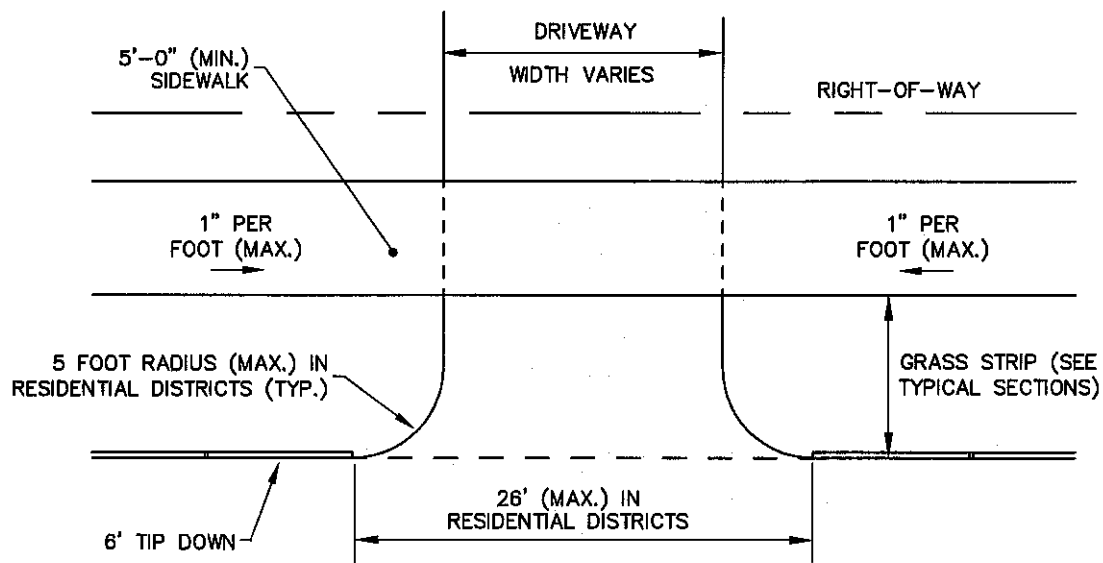 DRIVEWAY
WIDTH VARIES
5'-0" (MIN.)
SIDEWALK
RIGHT-OF-WAY
1" PER
FOOT (MAX.)
1" PER
FOOT (MAX.)
5 FOOT RADIUS (MAX.) IN
RESIDENTIAL DISTRICTS (TYP.)
GRASS STRIP (SEE
TYPICAL SECTIONS)
26' (MAX.) IN
RESIDENTIAL DISTRICTS
6' TIP DOWN